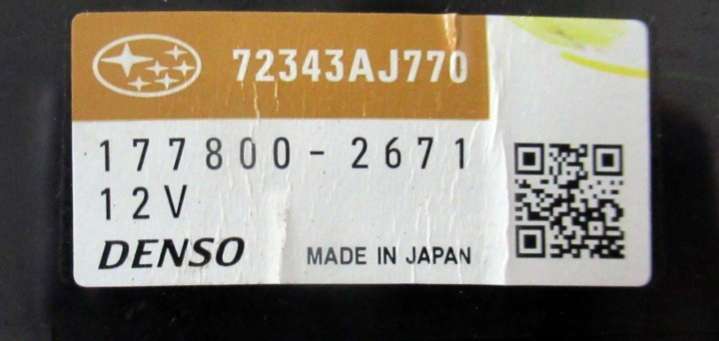 72343AJ770
177800-2671
12V
DENSO
MADE IN JAPAN